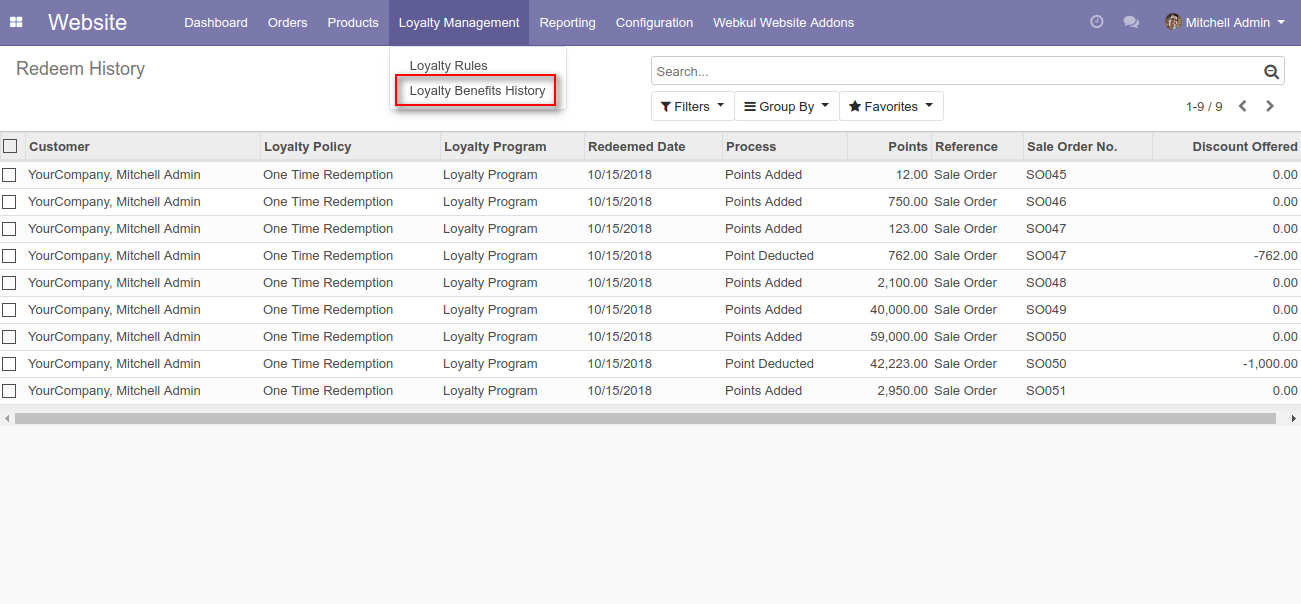 Website Dashboard Orders Products Loyalty Management Reporting Configuration Webkul Website Addons Mitchell Admin
Redeem History
Loyalty Rules
Loyalty Benefits History
Search...
Filters Group By Favorites 1-9 / 9
Customer Loyalty Policy Loyalty Program Redeemed Date Process Points Reference Sale Order No. Discount Offered
YourCompany, Mitchell Admin One Time Redemption Loyalty Program 10/15/2018 Points Added 12.00 Sale Order SO045 0.00
YourCompany, Mitchell Admin One Time Redemption Loyalty Program 10/15/2018 Points Added 750.00 Sale Order SO046 0.00
YourCompany, Mitchell Admin One Time Redemption Loyalty Program 10/15/2018 Points Added 123.00 Sale Order SO047 0.00
YourCompany, Mitchell Admin One Time Redemption Loyalty Program 10/15/2018 Point Deducted 762.00 Sale Order SO047 -762.00
YourCompany, Mitchell Admin One Time Redemption Loyalty Program 10/15/2018 Points Added 2,100.00 Sale Order SO048 0.00
YourCompany, Mitchell Admin One Time Redemption Loyalty Program 10/15/2018 Points Added 40,000.00 Sale Order SO049 0.00
YourCompany, Mitchell Admin One Time Redemption Loyalty Program 10/15/2018 Points Added 59,000.00 Sale Order SO050 0.00
YourCompany, Mitchell Admin One Time Redemption Loyalty Program 10/15/2018 Point Deducted 42,223.00 Sale Order SO050 -1,000.00
YourCompany, Mitchell Admin One Time Redemption Loyalty Program 10/15/2018 Points Added 2,950.00 Sale Order SO051 0.00